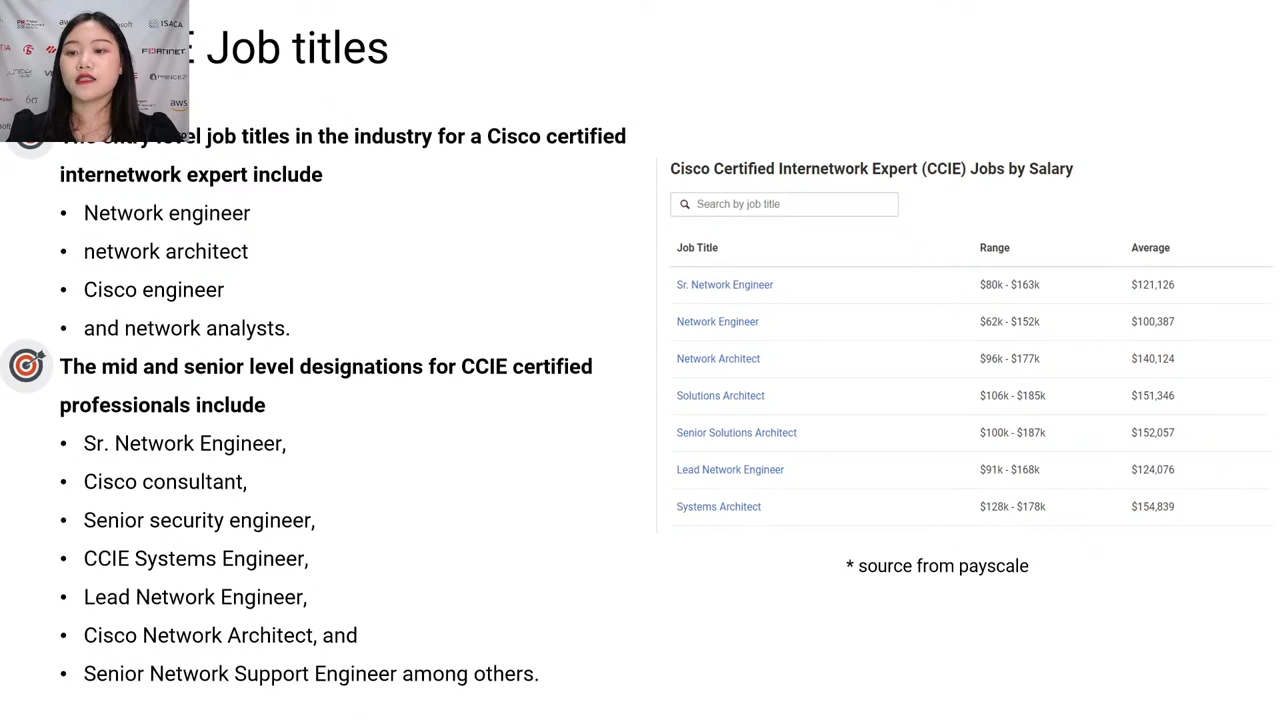 ISACA
FORTINET
PRINCE2
aws
6σ
Job titles
level job titles in the industry for a Cisco certified
internetwork expert include
• Network engineer
• network architect
• Cisco engineer
• and network analysts.
The mid and senior level designations for CCIE certified
professionals include
• Sr. Network Engineer,
• Cisco consultant,
• Senior security engineer,
• CCIE Systems Engineer,
• Lead Network Engineer,
• Cisco Network Architect, and
• Senior Network Support Engineer among others.
Cisco Certified Internetwork Expert (CCIE) Jobs by Salary
Search by job title
Job Title Range Average
Sr. Network Engineer $80k - $163k $121,126
Network Engineer $62k - $152k $100,387
Network Architect $96k - $177k $140,124
Solutions Architect $106k - $185k $151,346
Senior Solutions Architect $100k - $187k $152,057
Lead Network Engineer $91k - $168k $124,076
Systems Architect $128k - $178k $154,839
* source from payscale